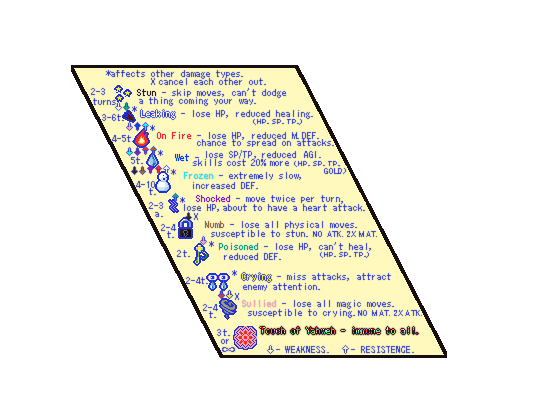 *affects other damage types.
X cancel each other out.
2-3 turns * Stun - skip moves, can't dodge
a thing coming your way.
3-6t. * Leaking - lose HP, reduced healing.
(HP. SP. TP.)
4-5t. On Fire - lose HP, reduced M.DEF.
chance to spread on attacks.
5t. * Wet - lose SP/TP, reduced AGI.
skills cost 20% more (HP. SP. TP. GOLD)
4-10 t. * Frozen - extremely slow,
increased DEF.
2-3 a. * Shocked - move twice per turn,
lose HP, about to have a heart attack.
2-4 t. X Numb - lose all physical moves.
susceptible to stun. NO ATK. 2X MAT.
2t. * Poisoned - lose HP, can't heal,
reduced DEF. (HP. SP. TP.)
2-4t. * Crying - miss attacks, attract
enemy attention.
2-4 t. X Sullied - lose all magic moves.
susceptible to crying. NO MAT. 2X ATK
3t. or ∞ Touch of Yahweh - immune to all.
⇩- WEAKNESS. ⇧- RESISTENCE.